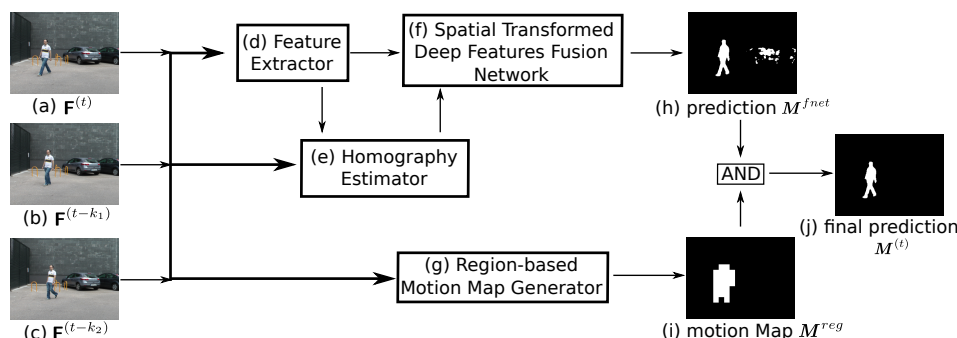 (a) F^(t)
(b) F^(t−k₁)
(c) F^(t−k₂)
(d) Feature
Extractor
(e) Homography
Estimator
(f) Spatial Transformed
Deep Features Fusion
Network
(g) Region-based
Motion Map Generator
(h) prediction M^fnet
AND
(i) motion Map M^reg
(j) final prediction
M^(t)